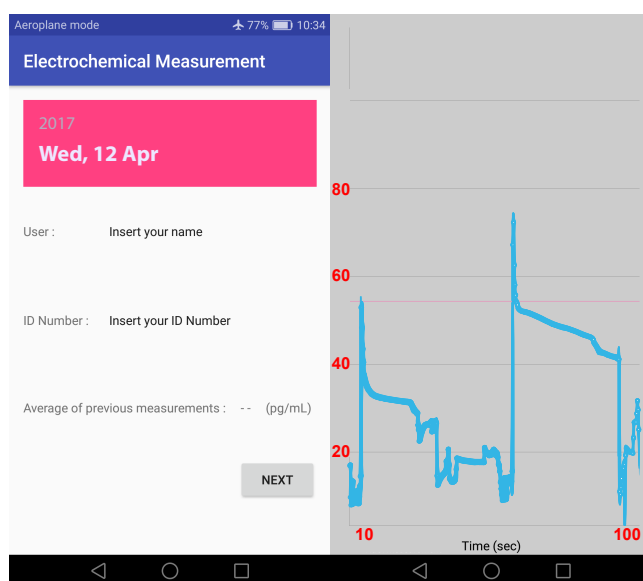 Aeroplane mode 77% 10:34
Electrochemical Measurement
2017
Wed, 12 Apr
User : Insert your name
ID Number : Insert your ID Number
Average of previous measurements : -- (pg/mL)
NEXT
80
60
40
20
10 100
Time (sec)